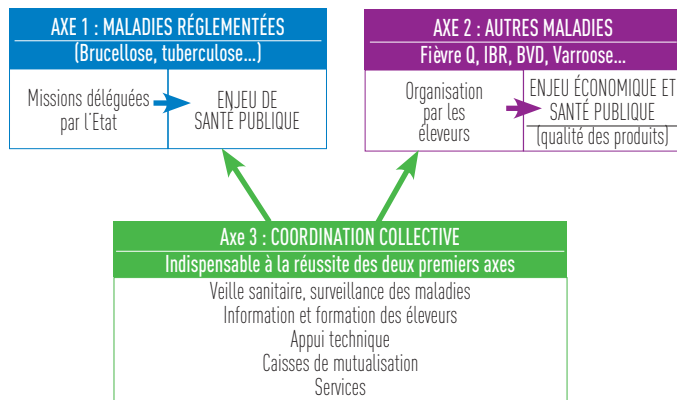 AXE 1 : MALADIES RÉGLEMENTÉES
(Brucellose, tuberculose...)
Missions déléguées
par l'Etat
ENJEU DE
SANTÉ PUBLIQUE
AXE 2 : AUTRES MALADIES
Fièvre Q, IBR, BVD, Varroose...
Organisation
par les
éleveurs
ENJEU ÉCONOMIQUE ET
SANTÉ PUBLIQUE
(qualité des produits)
Axe 3 : COORDINATION COLLECTIVE
Indispensable à la réussite des deux premiers axes
Veille sanitaire, surveillance des maladies
Information et formation des éleveurs
Appui technique
Caisses de mutualisation
Services